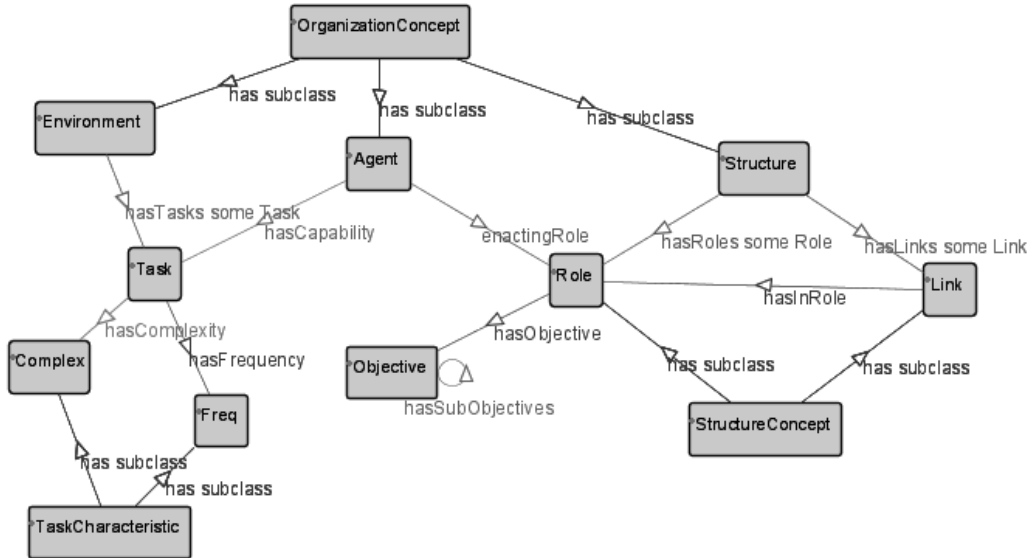 OrganizationConcept
has subclass
has subclass
has subclass
Environment
Agent
Structure
hasTasks some Task
hasCapability
enactingRole
hasRoles some Role
hasLinks some Link
Task
Role
Link
hasInRole
hasComplexity
hasObjective
hasFrequency
Complex
Objective
has subclass
has subclass
hasSubObjectives
Freq
StructureConcept
has subclass
has subclass
TaskCharacteristic